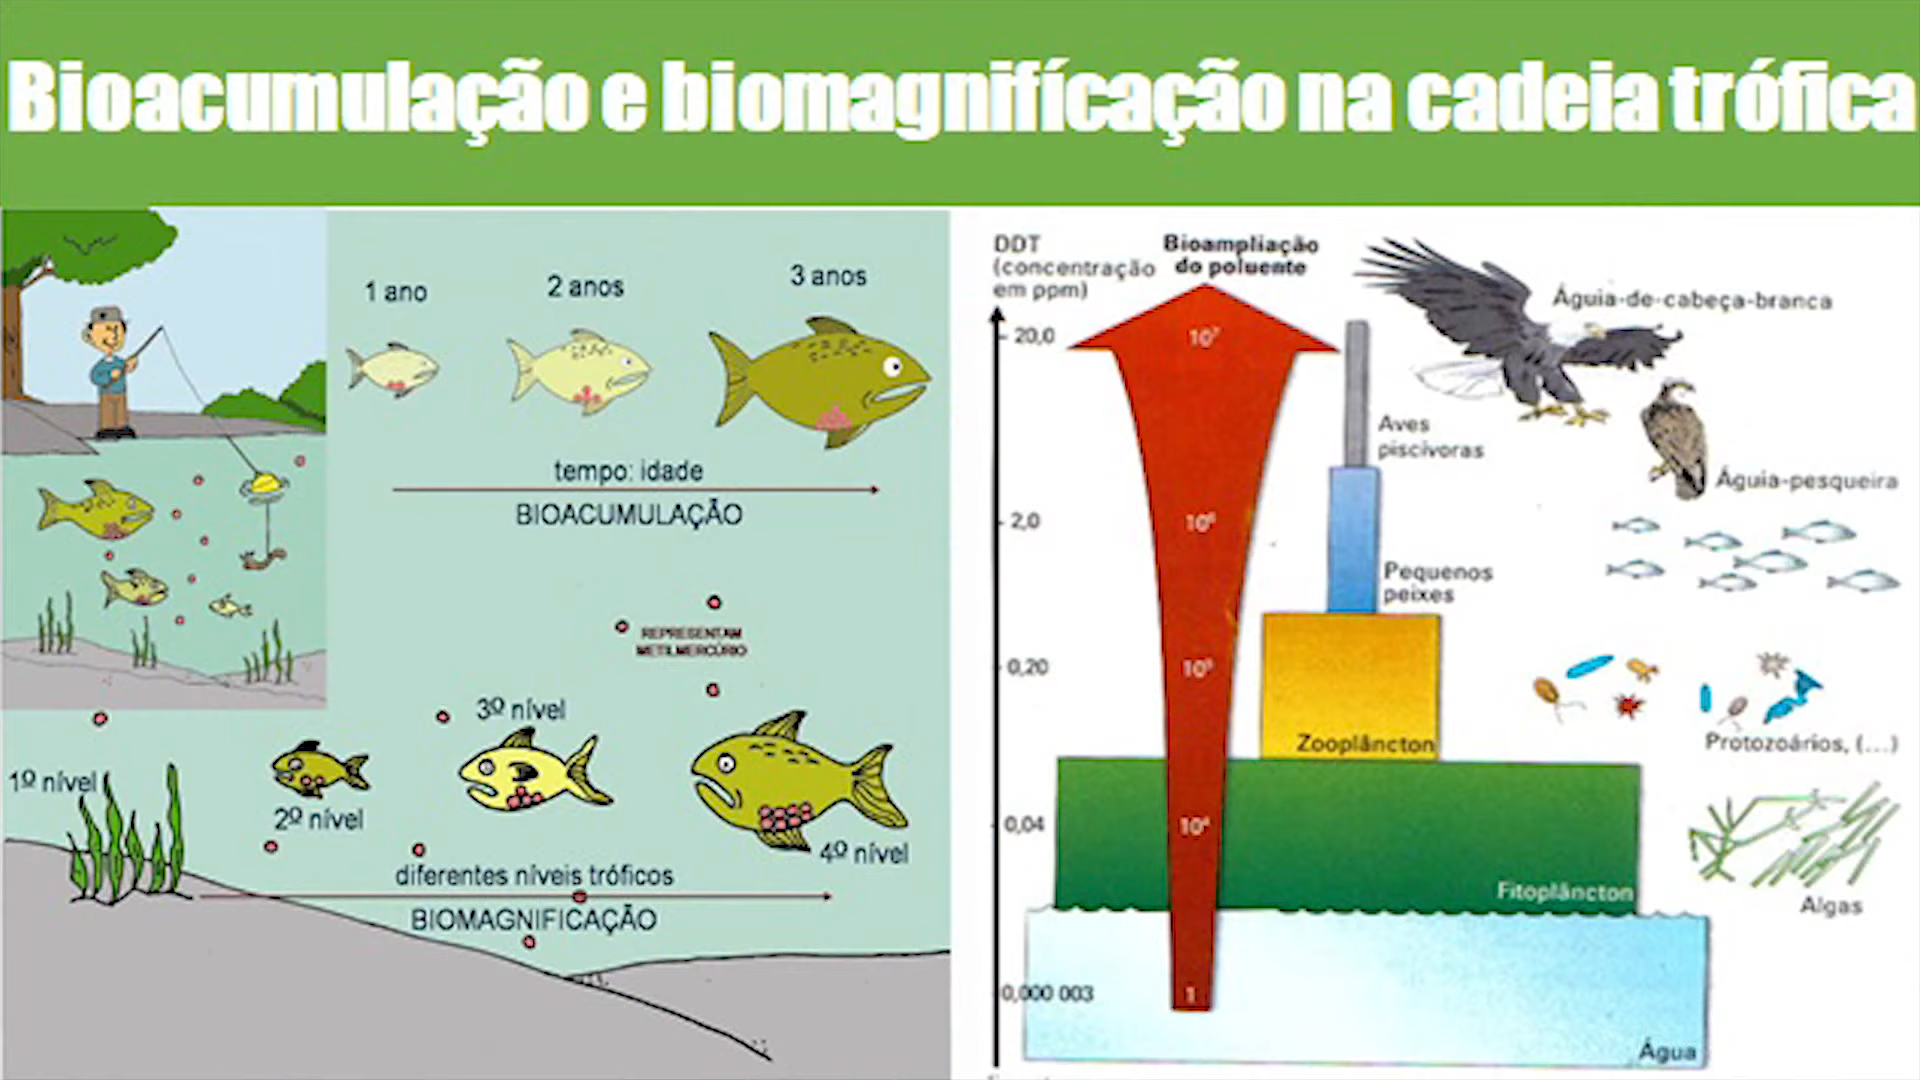 Bioacumulação e biomagnifícação na cadeia trófica
1 ano
2 anos
3 anos
tempo: idade
BIOACUMULAÇÃO
REPRESENTAM
METILMERCÚRIO
1º nível
2º nível
3º nível
4º nível
diferentes níveis tróficos
BIOMAGNIFICAÇÃO
DDT
(concentração
em ppm)
Bioampliação
do poluente
20,0
2,0
0,20
0,04
0,000 003
10⁷
10⁶
10⁵
10⁴
1
Águia-de-cabeça-branca
Aves
piscívoras
Águia-pesqueira
Pequenos
peixes
Zooplâncton
Protozoários, (...)
Fitoplâncton
Algas
Água